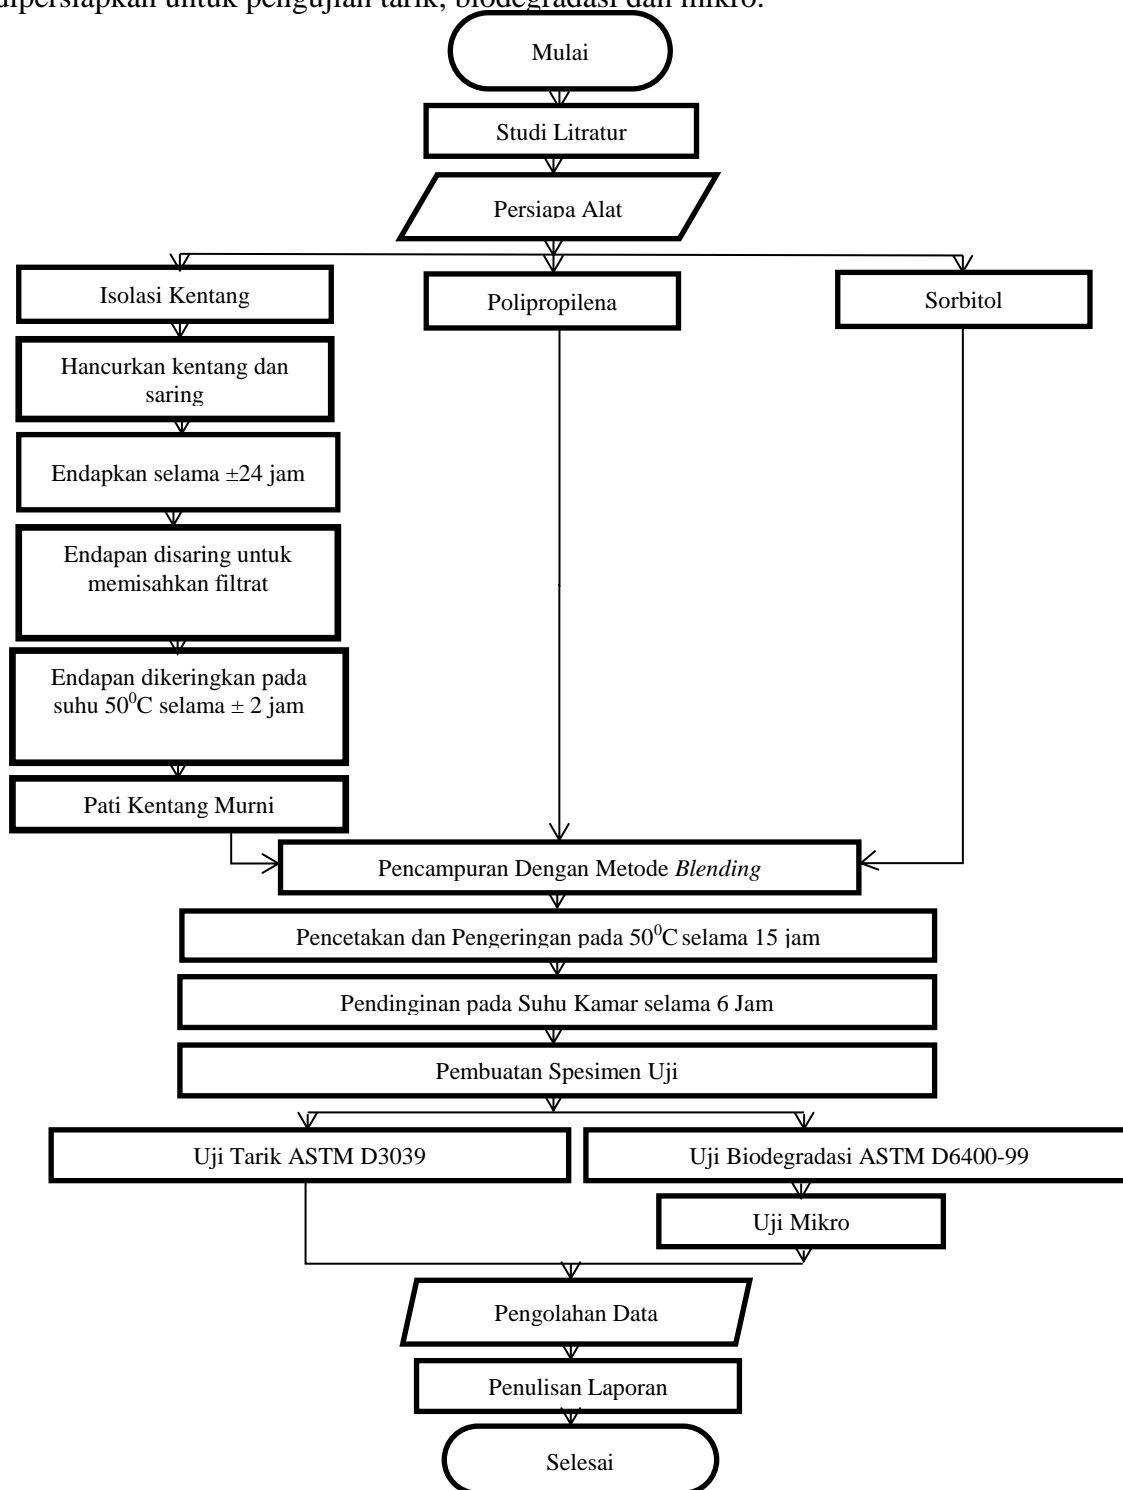 dipersiapkan untuk pengujian tarik, biodegradasi dan mikro.
Mulai
Studi Litratur
Persiapa Alat
Isolasi Kentang
Polipropilena
Sorbitol
Hancurkan kentang dan
saring
Endapkan selama ±24 jam
Endapan disaring untuk
memisahkan filtrat
Endapan dikeringkan pada
suhu 50⁰C selama ± 2 jam
Pati Kentang Murni
Pencampuran Dengan Metode Blending
Pencetakan dan Pengeringan pada 50⁰C selama 15 jam
Pendinginan pada Suhu Kamar selama 6 Jam
Pembuatan Spesimen Uji
Uji Tarik ASTM D3039
Uji Biodegradasi ASTM D6400-99
Uji Mikro
Pengolahan Data
Penulisan Laporan
Selesai